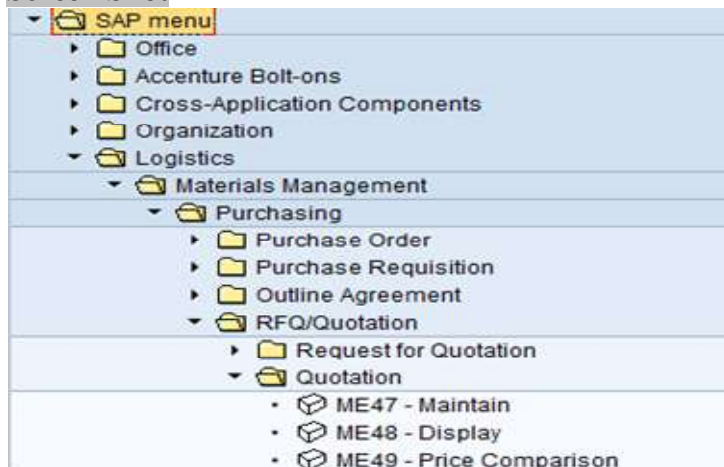 SAP menu
Office
Accenture Bolt-ons
Cross-Application Components
Organization
Logistics
Materials Management
Purchasing
Purchase Order
Purchase Requisition
Outline Agreement
RFQ/Quotation
Request for Quotation
Quotation
ME47 - Maintain
ME48 - Display
ME49 - Price Comparison